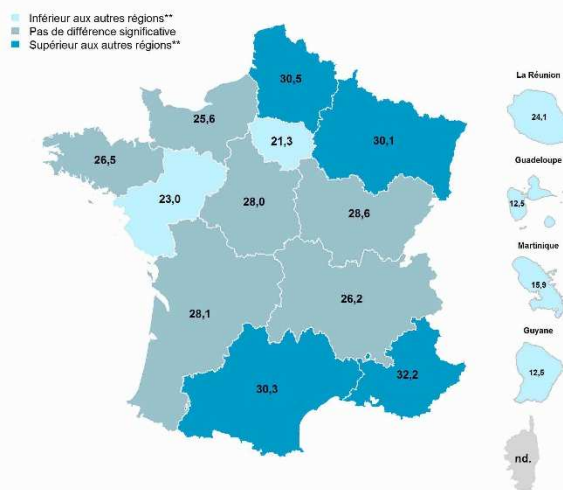 Inférieur aux autres régions**
Pas de différence significative
Supérieur aux autres régions**
30,5
25,6
21,3
30,1
26,5
23,0
28,0
28,6
28,1
26,2
30,3
32,2
La Réunion
24,1
Guadeloupe
12,5
Martinique
15,9
Guyane
12,5
nd.